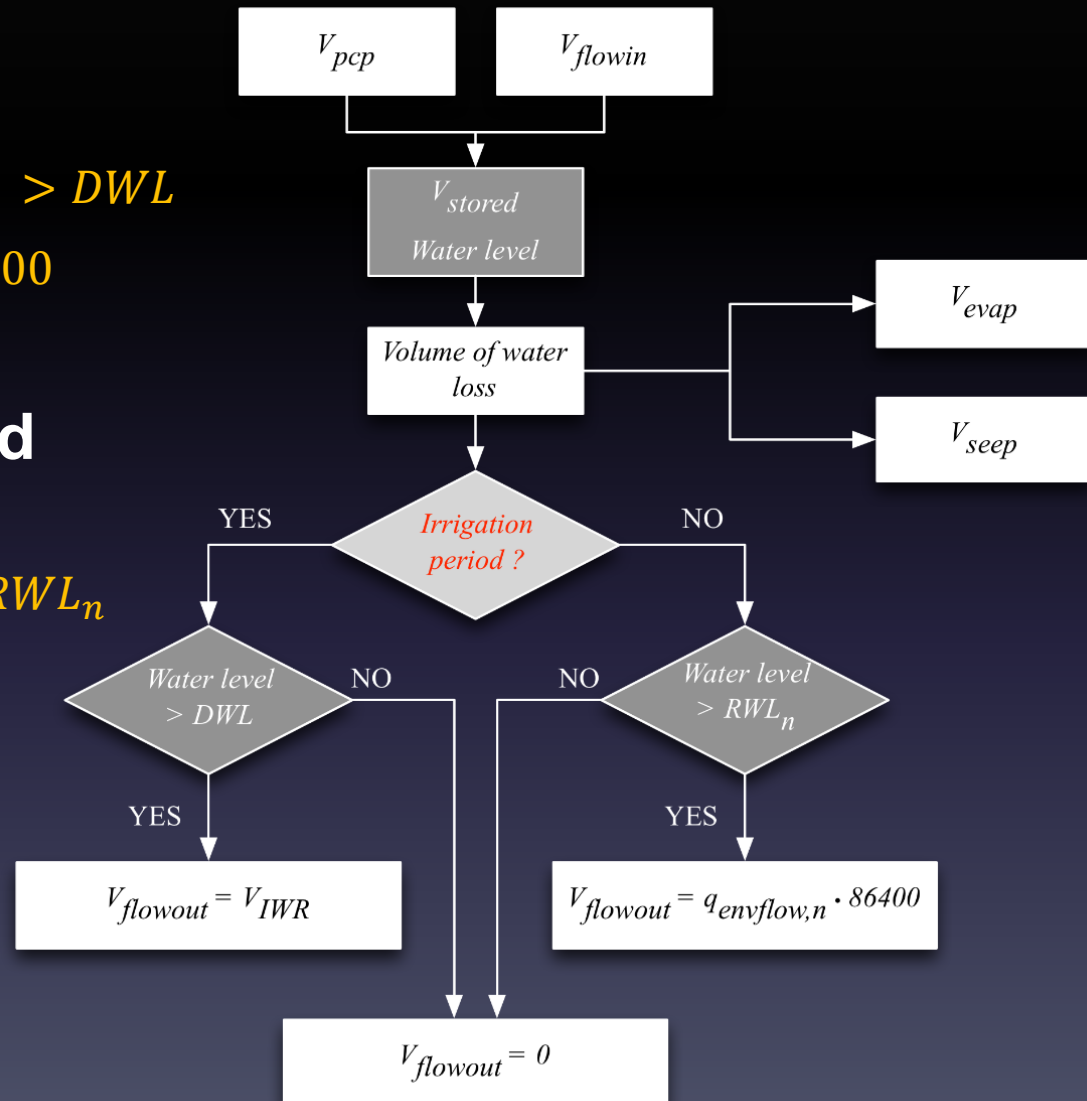 V_pcp
V_flowin
> DWL
V_stored
Water level
00
V_evap
Volume of water
loss
V_seep
d
YES
Irrigation
period ?
NO
RWL_n
Water level
> DWL
NO
NO
Water level
> RWL_n
YES
YES
V_flowout = V_IWR
V_flowout = q_envflow,n · 86400
V_flowout = 0